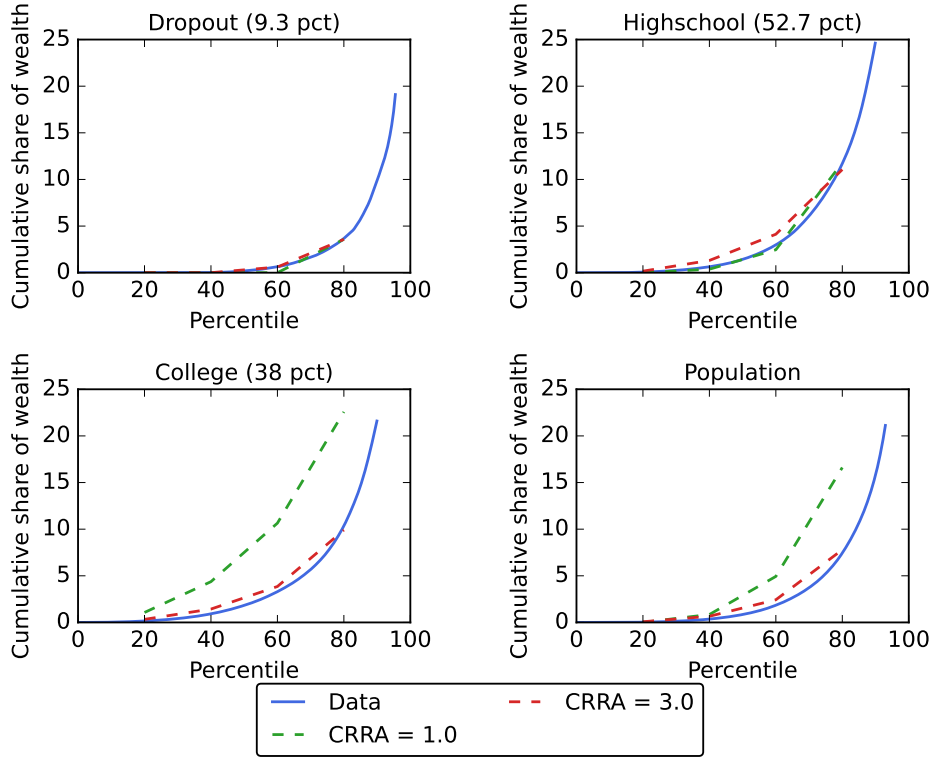 Dropout (9.3 pct)
Cumulative share of wealth
25
20
15
10
5
0
0 20 40 60 80 100
Percentile
Highschool (52.7 pct)
Cumulative share of wealth
25
20
15
10
5
0
0 20 40 60 80 100
Percentile
College (38 pct)
Cumulative share of wealth
25
20
15
10
5
0
0 20 40 60 80 100
Percentile
Population
Cumulative share of wealth
25
20
15
10
5
0
0 20 40 60 80 100
Percentile
Data
CRRA = 1.0
CRRA = 3.0